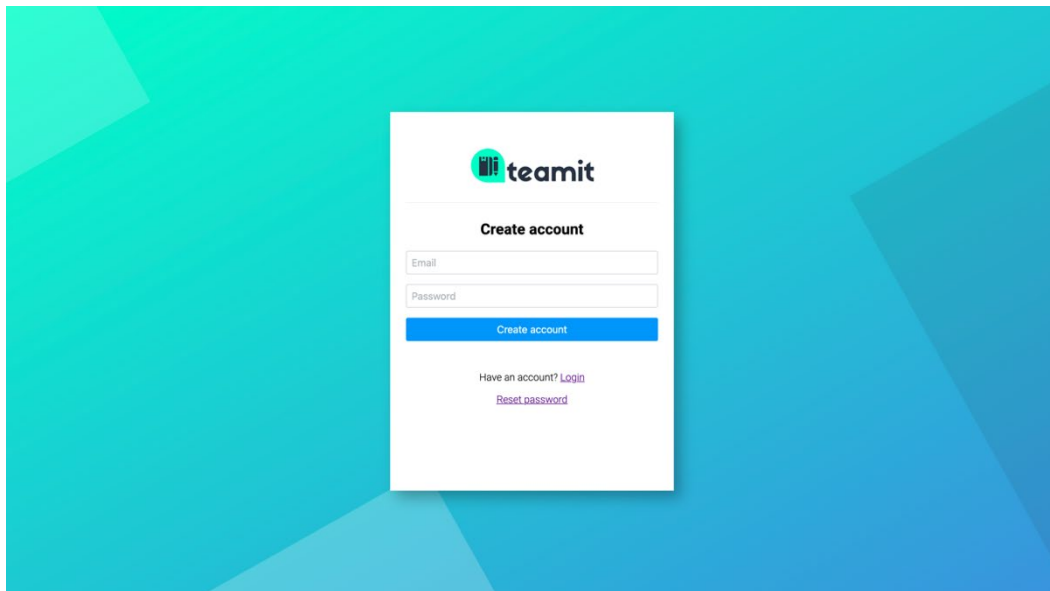 teamit
Create account
Email
Password
Create account
Have an account? Login
Reset password